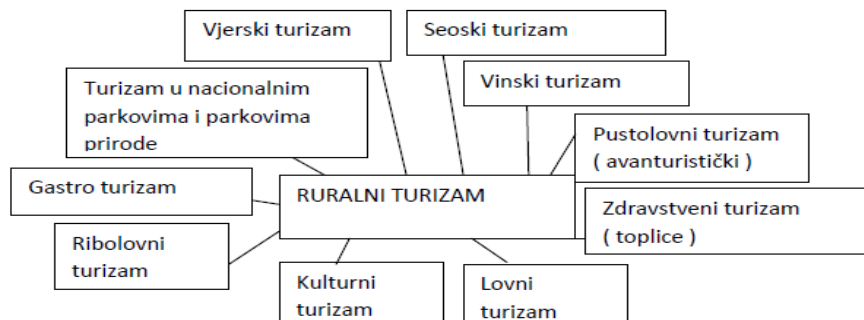 Vjerski turizam
Seoski turizam
Turizam u nacionalnim
parkovima i parkovima
prirode
Vinski turizam
Pustolovni turizam
( avanturistički )
Gastro turizam
RURALNI TURIZAM
Zdravstveni turizam
( toplice )
Ribolovni
turizam
Kulturni
turizam
Lovni
turizam